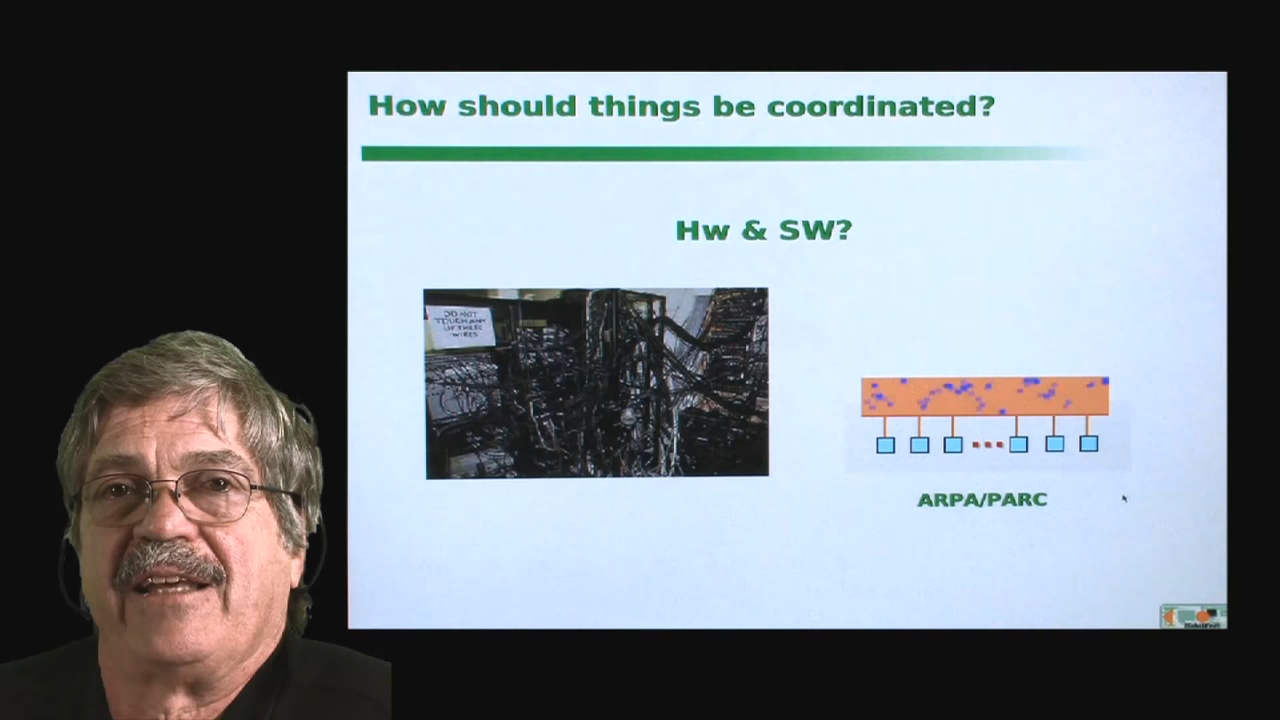 How should things be coordinated?
Hw & SW?
DO NOT
TOUCH ANY
OF THESE
WIRES
ARPA/PARC